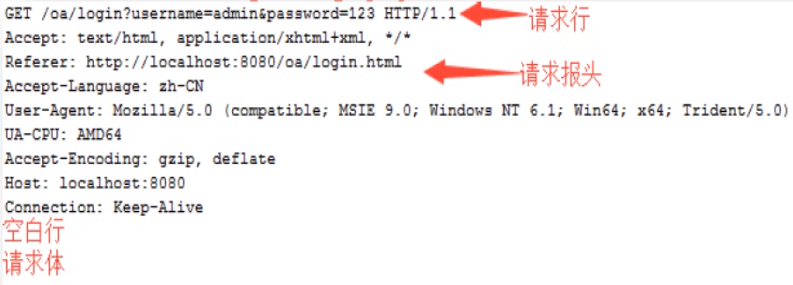 GET /oa/login?username=admin&password=123 HTTP/1.1 请求行
Accept: text/html, application/xhtml+xml, */*
Referer: http://localhost:8080/oa/login.html
请求报头
Accept-Language: zh-CN
User-Agent: Mozilla/5.0 (compatible; MSIE 9.0; Windows NT 6.1; Win64; x64; Trident/5.0)
UA-CPU: AMD64
Accept-Encoding: gzip, deflate
Host: localhost:8080
Connection: Keep-Alive
空白行
请求体